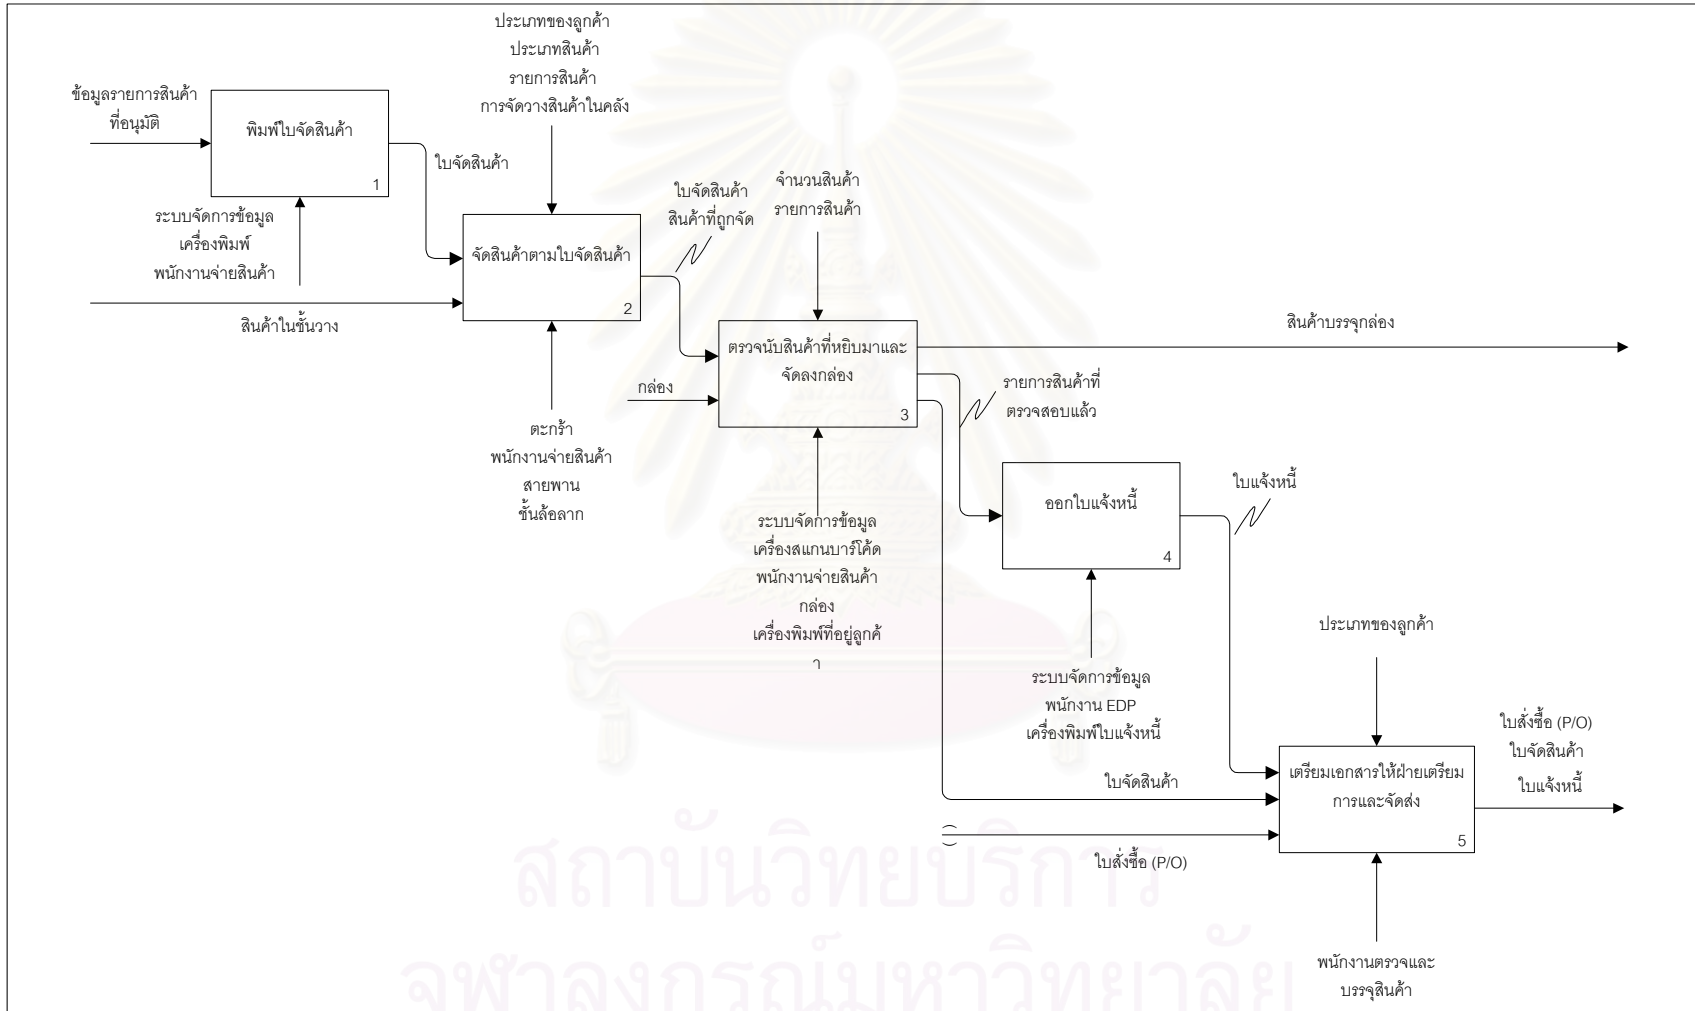 ประเภทของลูกค้า
ประเภทสินค้า
รายการสินค้า
การจัดวางสินค้าในคลัง
ข้อมูลรายการสินค้า
ที่อนุมัติ
พิมพ์ใบจัดสินค้า
1
ใบจัดสินค้า
ระบบจัดการข้อมูล
เครื่องพิมพ์
พนักงานจ่ายสินค้า
สินค้าในชั้นวาง
จัดสินค้าตามใบจัดสินค้า
2
ใบจัดสินค้า
สินค้าที่ถูกจัด
จำนวนสินค้า
รายการสินค้า
ตะกร้า
พนักงานจ่ายสินค้า
สายพาน
ชั้นล้อลาก
กล่อง
ตรวจนับสินค้าที่หยิบมาและ
จัดลงกล่อง
3
สินค้าบรรจุกล่อง
รายการสินค้าที่
ตรวจสอบแล้ว
ระบบจัดการข้อมูล
เครื่องสแกนบาร์โค้ด
พนักงานจ่ายสินค้า
กล่อง
เครื่องพิมพ์ที่อยู่ลูกค้
า
ออกใบแจ้งหนี้
4
ใบแจ้งหนี้
ระบบจัดการข้อมูล
พนักงาน EDP
เครื่องพิมพ์ใบแจ้งหนี้
ประเภทของลูกค้า
ใบจัดสินค้า
ใบสั่งซื้อ (P/O)
เตรียมเอกสารให้ฝ่ายเตรียม
การและจัดส่ง
5
ใบสั่งซื้อ (P/O)
ใบจัดสินค้า
ใบแจ้งหนี้
พนักงานตรวจและ
บรรจุสินค้า
สถาบันวิทยบริการ
จุฬาลงกรณ์มหาวิทยาลัย